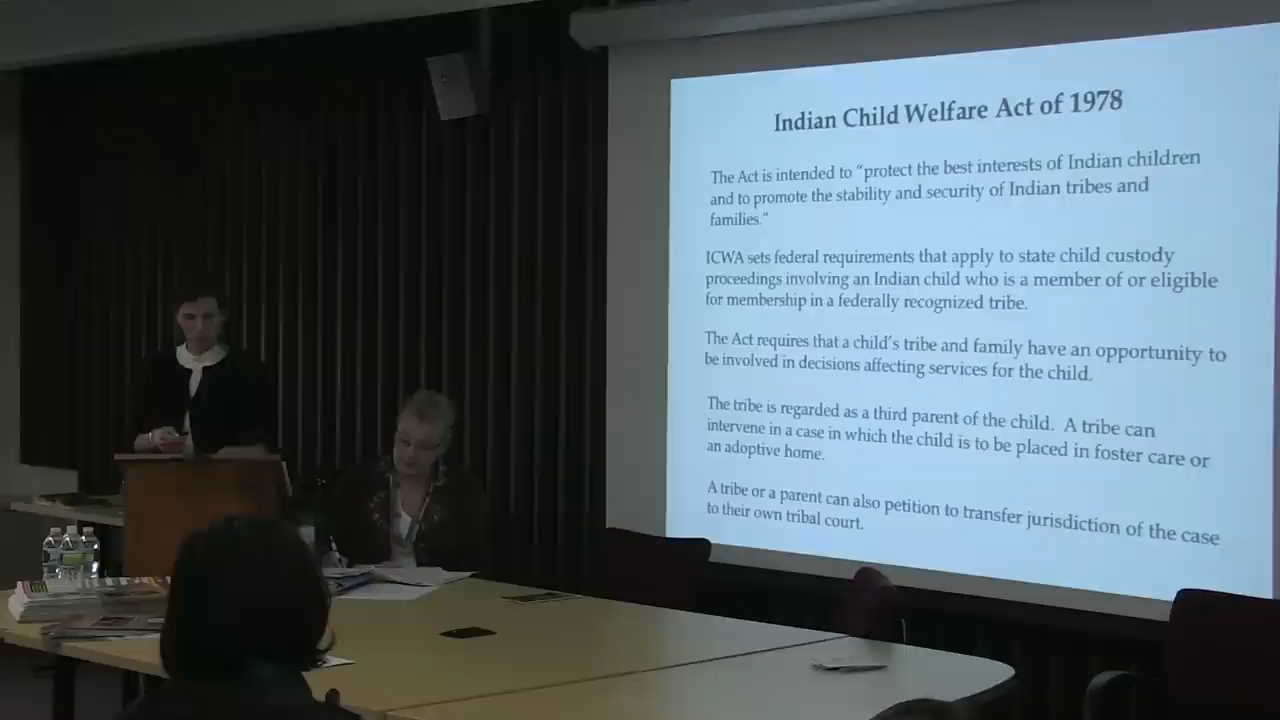 Indian Child Welfare Act of 1978
The Act is intended to “protect the best interests of Indian children
and to promote the stability and security of Indian tribes and
families.”
ICWA sets federal requirements that apply to state child custody
proceedings involving an Indian child who is a member of or eligible
for membership in a federally recognized tribe.
The Act requires that a child's tribe and family have an opportunity to
be involved in decisions affecting services for the child.
The tribe is regarded as a third parent of the child. A tribe can
intervene in a case in which the child is to be placed in foster care or
an adoptive home.
A tribe or a parent can also petition to transfer jurisdiction of the case
to their own tribal court.